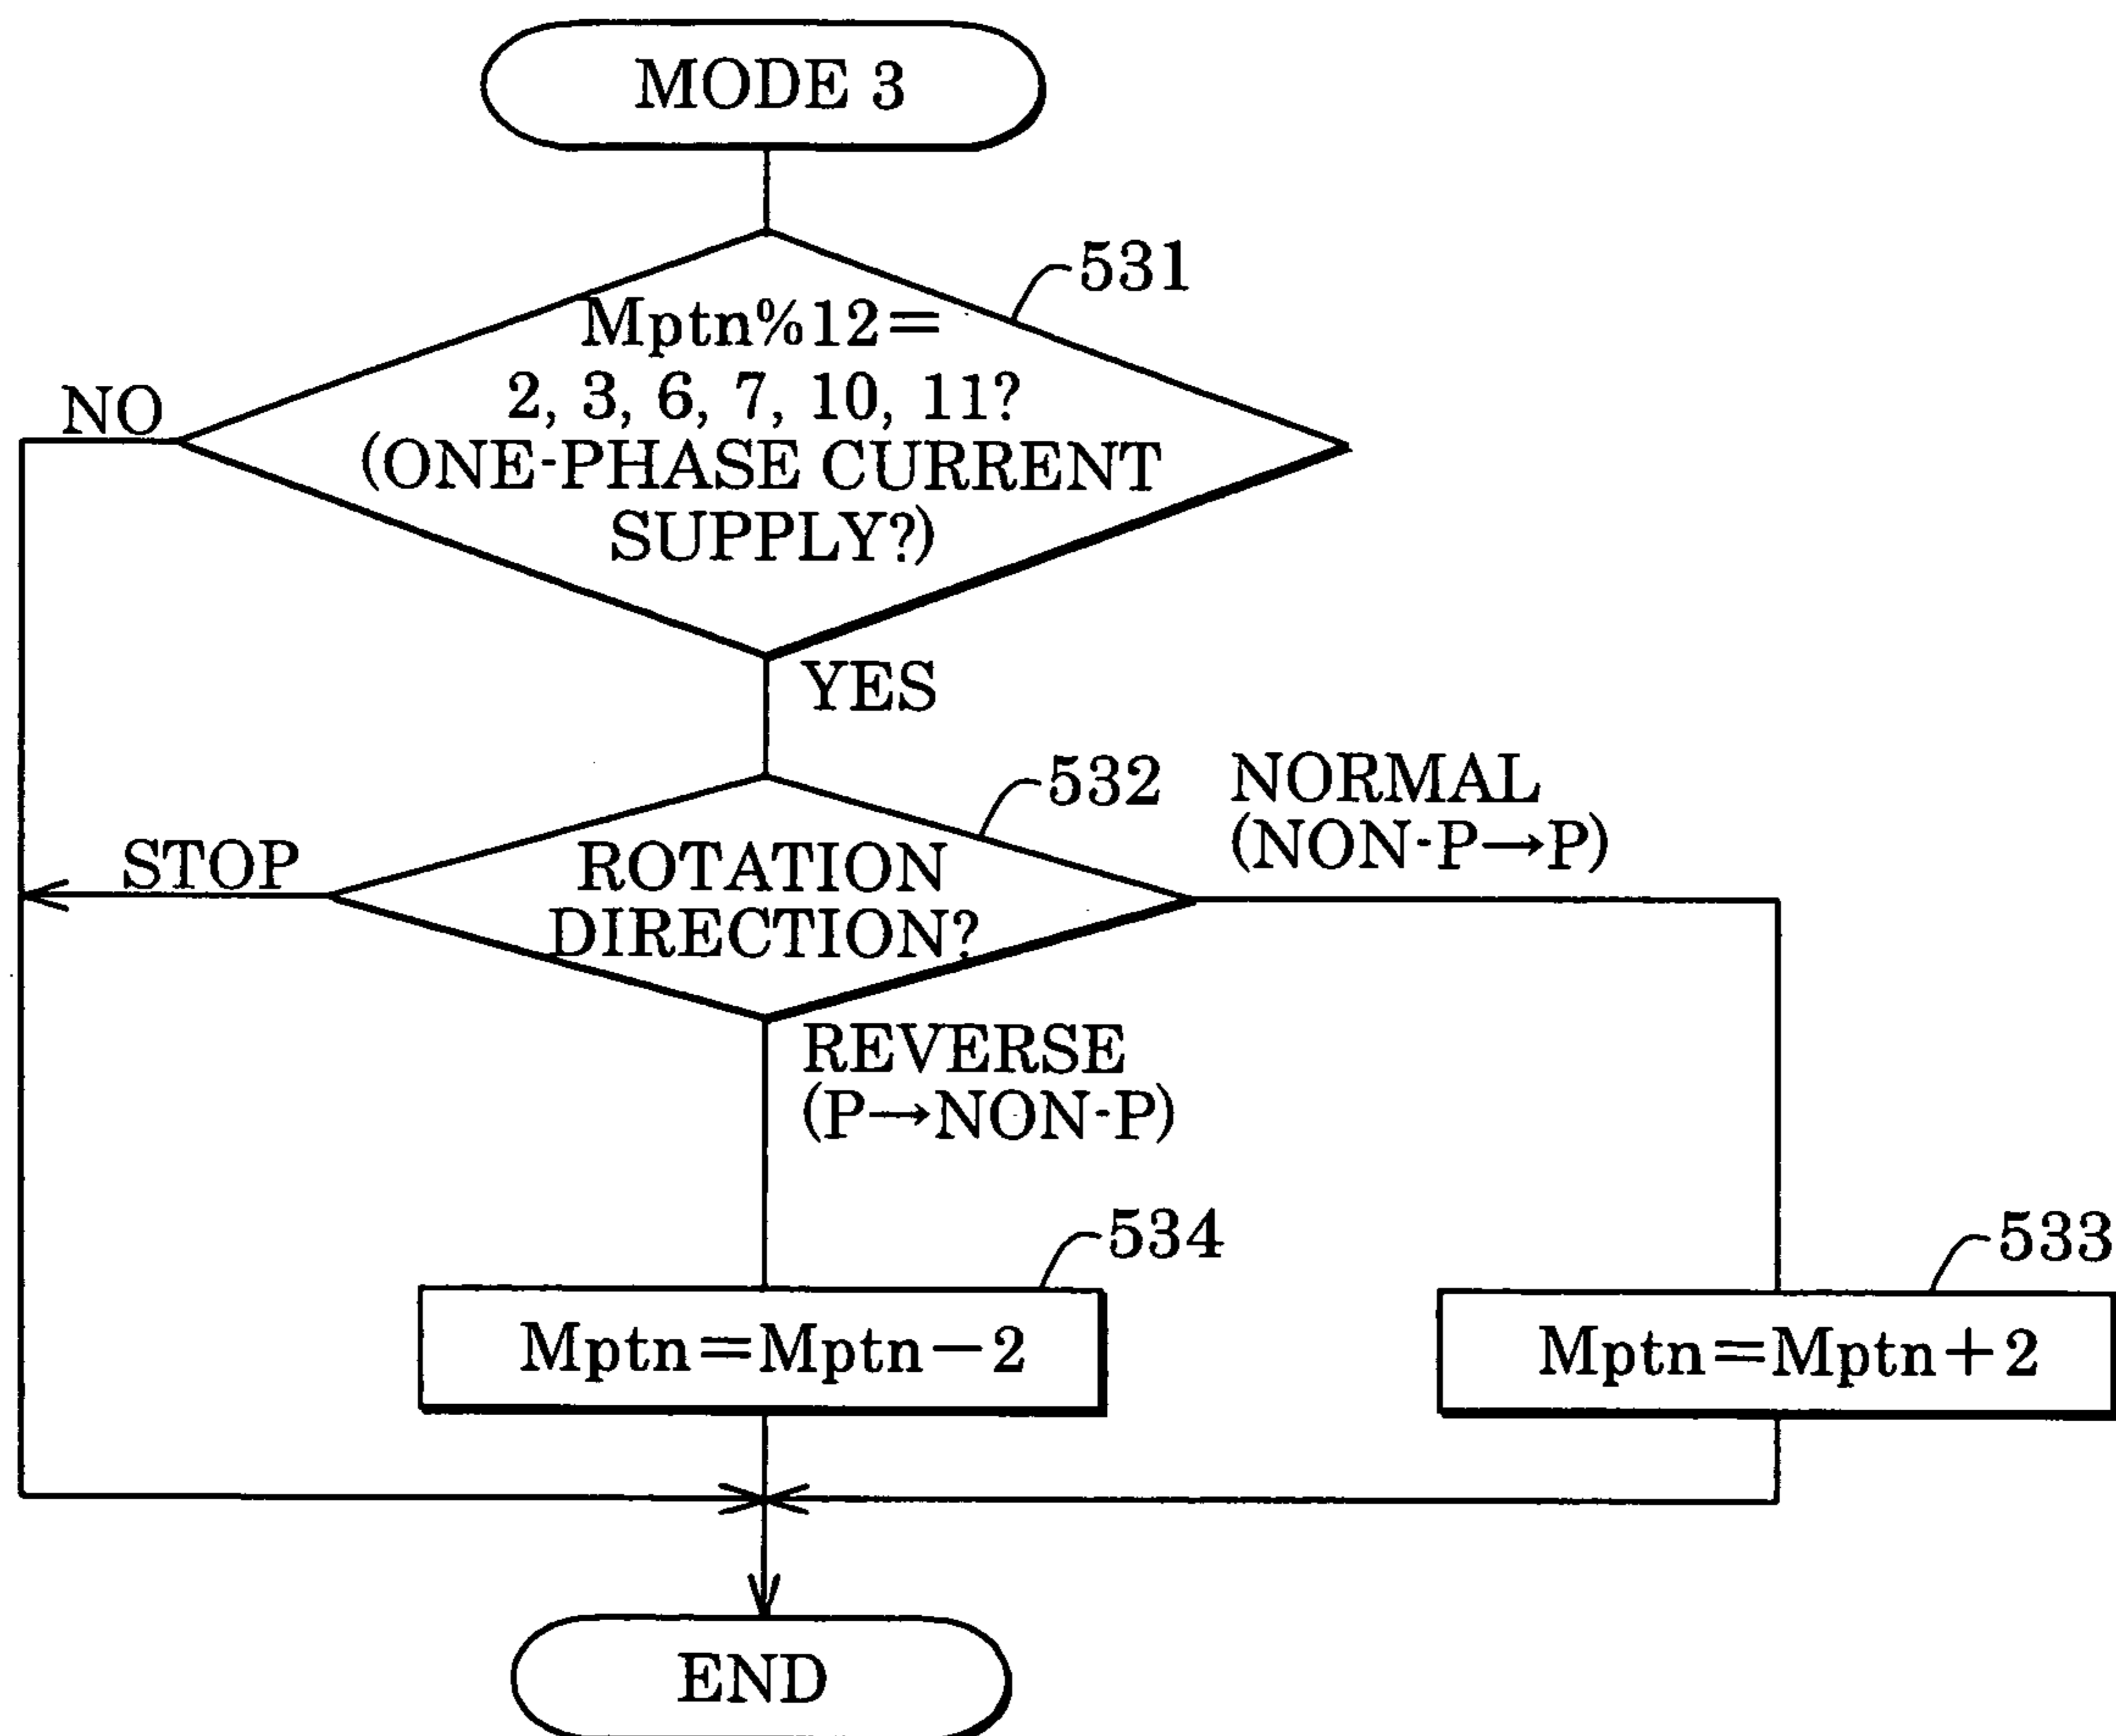 MODE 3
531
Mptn%12=
2, 3, 6, 7, 10, 11?
(ONE-PHASE CURRENT
SUPPLY?)
NO
YES
532
NORMAL
(NON-P→P)
STOP
ROTATION
DIRECTION?
REVERSE
(P→NON-P)
534
533
Mptn=Mptn−2
Mptn=Mptn+2
END